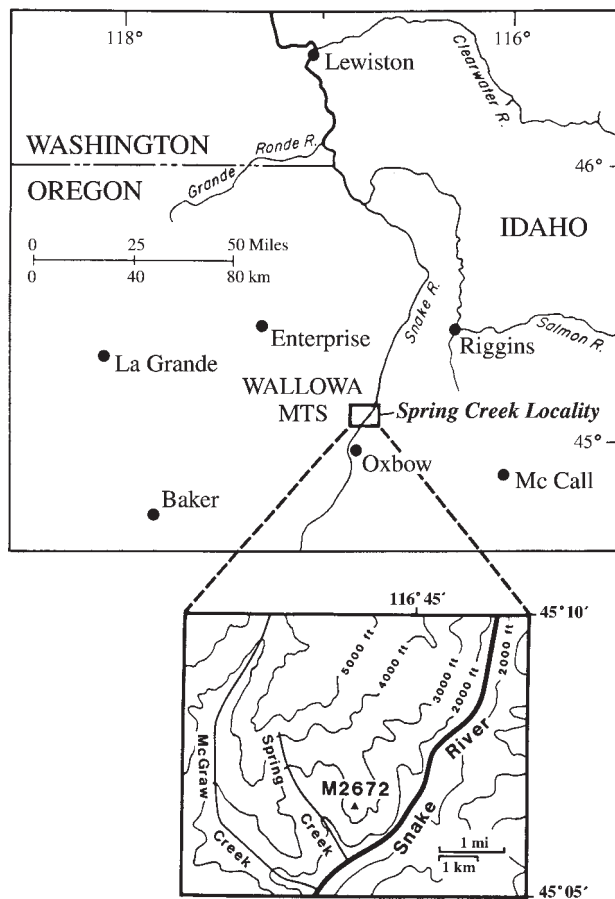 118°
116°
Lewiston
Clearwater R.
WASHINGTON
Grande Ronde R.
46°
OREGON
IDAHO
0 25 50 Miles
0 40 80 km
Snake R.
Enterprise
Riggins
Salmon R.
La Grande
WALLOWA
MTS
Spring Creek Locality
45°
Oxbow
Mc Call
Baker
116°45'
45°10'
5000 ft
4000 ft
3000 ft
2000 ft
2000 ft
McGraw
Creek
Spring
Creek
M2672
Snake
River
1 mi
1 km
45°05'